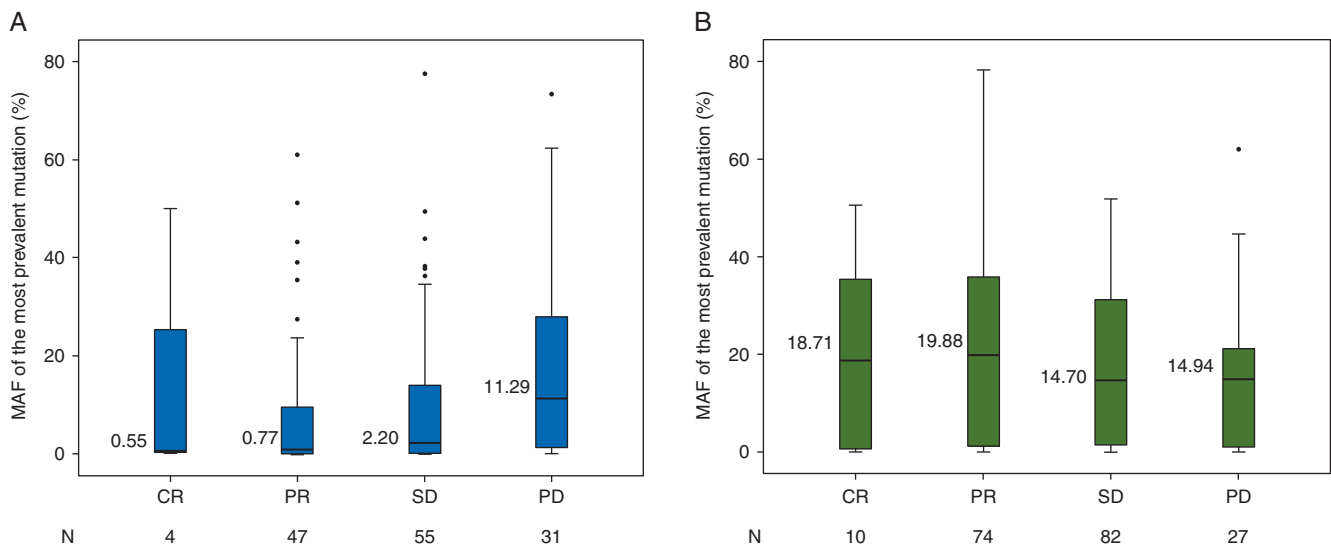 A
MAF of the most prevalent mutation (%)
80
60
40
20
0
0.55
0.77
2.20
11.29
CR PR SD PD
N 4 47 55 31
B
MAF of the most prevalent mutation (%)
80
60
40
20
0
18.71
19.88
14.70
14.94
CR PR SD PD
N 10 74 82 27